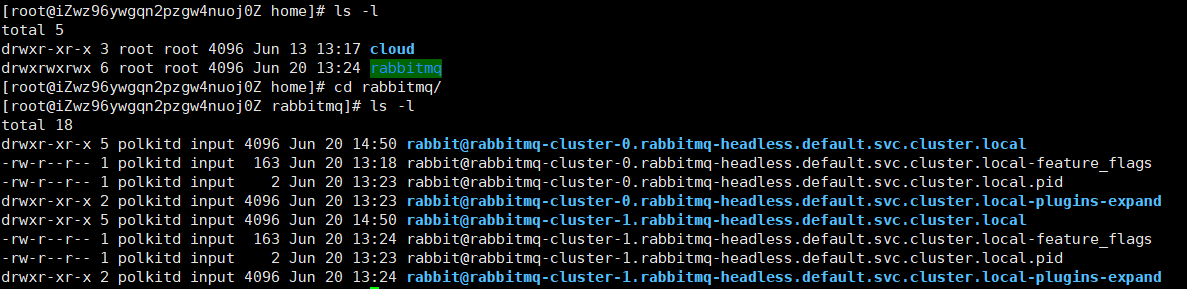 [root@iZwz96ywgqn2pzgw4nuoj0Z home]# ls -l
total 5
drwxr-xr-x 3 root root 4096 Jun 13 13:17 cloud
drwxrwxrwx 6 root root 4096 Jun 20 13:24 rabbitmq
[root@iZwz96ywgqn2pzgw4nuoj0Z home]# cd rabbitmq/
[root@iZwz96ywgqn2pzgw4nuoj0Z rabbitmq]# ls -l
total 18
drwxr-xr-x 5 polkitd input 4096 Jun 20 14:50 rabbit@rabbitmq-cluster-0.rabbitmq-headless.default.svc.cluster.local
-rw-r--r-- 1 polkitd input  163 Jun 20 13:18 rabbit@rabbitmq-cluster-0.rabbitmq-headless.default.svc.cluster.local-feature_flags
-rw-r--r-- 1 polkitd input    2 Jun 20 13:23 rabbit@rabbitmq-cluster-0.rabbitmq-headless.default.svc.cluster.local.pid
drwxr-xr-x 2 polkitd input 4096 Jun 20 13:23 rabbit@rabbitmq-cluster-0.rabbitmq-headless.default.svc.cluster.local-plugins-expand
drwxr-xr-x 5 polkitd input 4096 Jun 20 14:50 rabbit@rabbitmq-cluster-1.rabbitmq-headless.default.svc.cluster.local
-rw-r--r-- 1 polkitd input  163 Jun 20 13:24 rabbit@rabbitmq-cluster-1.rabbitmq-headless.default.svc.cluster.local-feature_flags
-rw-r--r-- 1 polkitd input    2 Jun 20 13:23 rabbit@rabbitmq-cluster-1.rabbitmq-headless.default.svc.cluster.local.pid
drwxr-xr-x 2 polkitd input 4096 Jun 20 13:24 rabbit@rabbitmq-cluster-1.rabbitmq-headless.default.svc.cluster.local-plugins-expand